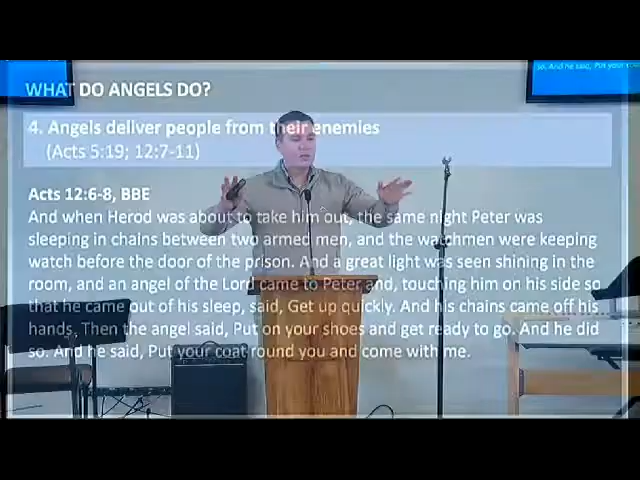 so. And he said, Put your
WHAT DO ANGELS DO?
4. Angels deliver people from their enemies
(Acts 5:19; 12:7-11)
Acts 12:6-8, BBE
And when Herod was about to take him out, the same night Peter was
sleeping in chains between two armed men, and the watchmen were keeping
watch before the door of the prison. And a great light was seen shining in the
room, and an angel of the Lord came to Peter and, touching him on his side so
that he came out of his sleep, said, Get up quickly. And his chains came off his
hands. Then the angel said, Put on your shoes and get ready to go. And he did
so. And he said, Put your coat round you and come with me.